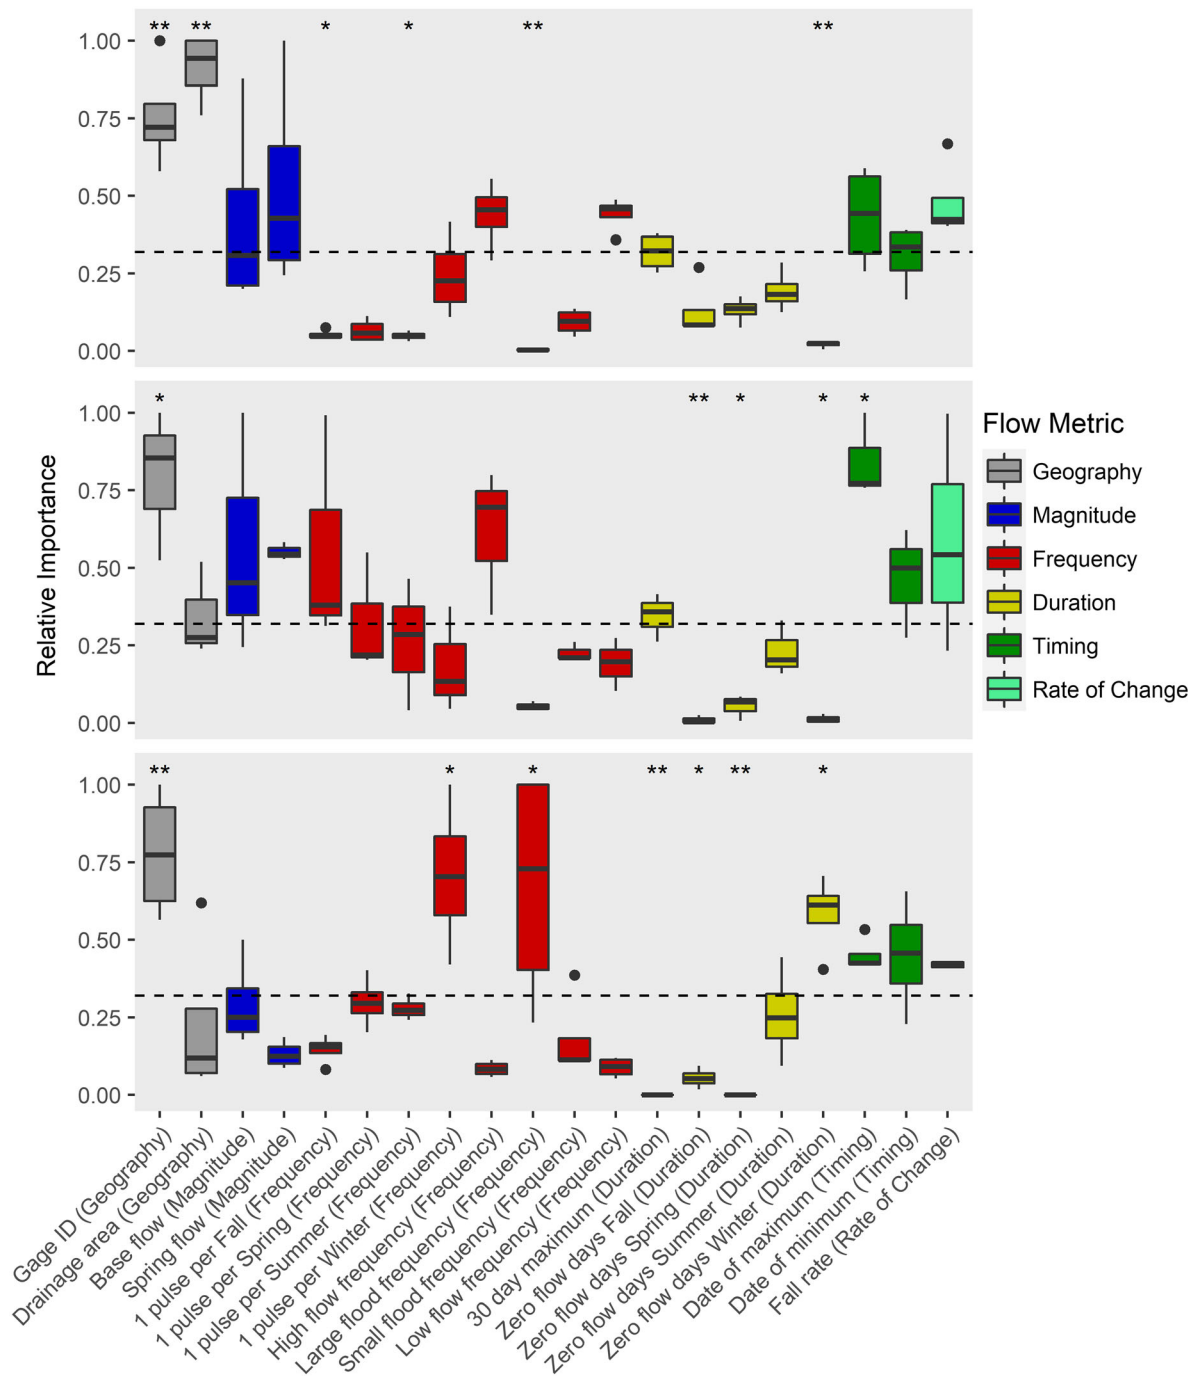 ** ** * * ** **
1.00
0.75
0.50
0.25
0.00
* ** * * *
1.00
0.75
0.50
0.25
0.00
** * * ** * ** *
1.00
0.75
0.50
0.25
0.00
Relative Importance
Gage ID (Geography)
Drainage area (Geography)
Base flow (Magnitude)
Spring flow (Magnitude)
1 pulse per Fall (Frequency)
1 pulse per Spring (Frequency)
1 pulse per Summer (Frequency)
1 pulse per Winter (Frequency)
High flow frequency (Frequency)
Large flood frequency (Frequency)
Small flood frequency (Frequency)
Low flow frequency (Frequency)
30 day maximum (Duration)
Zero flow days Fall (Duration)
Zero flow days Spring (Duration)
Zero flow days Summer (Duration)
Zero flow days Winter (Duration)
Date of maximum (Timing)
Date of minimum (Timing)
Fall rate (Rate of Change)
Flow Metric
Geography
Magnitude
Frequency
Duration
Timing
Rate of Change